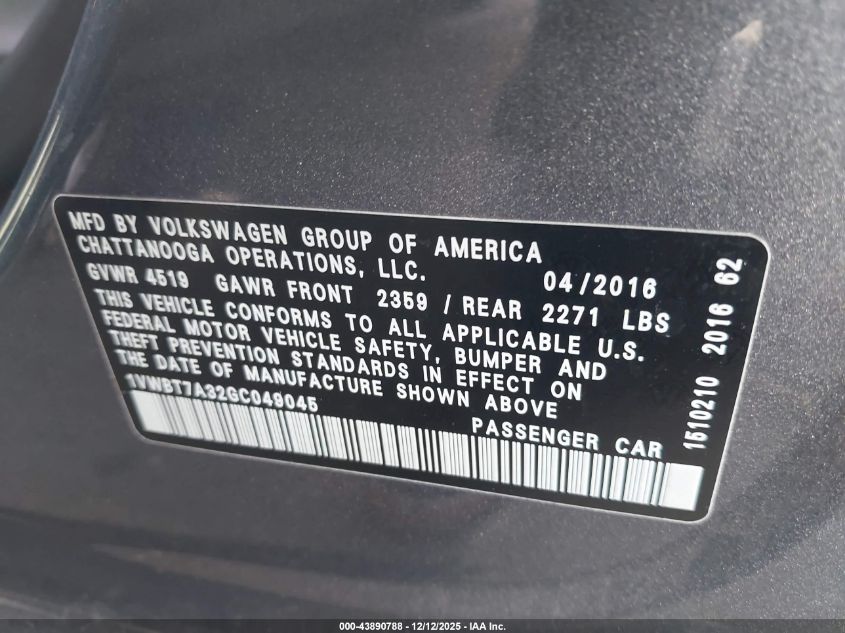 MFD BY VOLKSWAGEN GROUP OF AMERICA
CHATTANOOGA OPERATIONS, LLC.
04/2016
GVWR 4519 GAWR FRONT 2359 / REAR 2271 LBS
THIS VEHICLE CONFORMS TO ALL APPLICABLE U.S.
FEDERAL MOTOR VEHICLE SAFETY, BUMPER AND
THEFT PREVENTION STANDARDS IN EFFECT ON
THE DATE OF MANUFACTURE SHOWN ABOVE
1VWBT7A32GC049045
PASSENGER CAR
1510210 2016 62
000-43890788 - 12/12/2025 - IAA Inc.